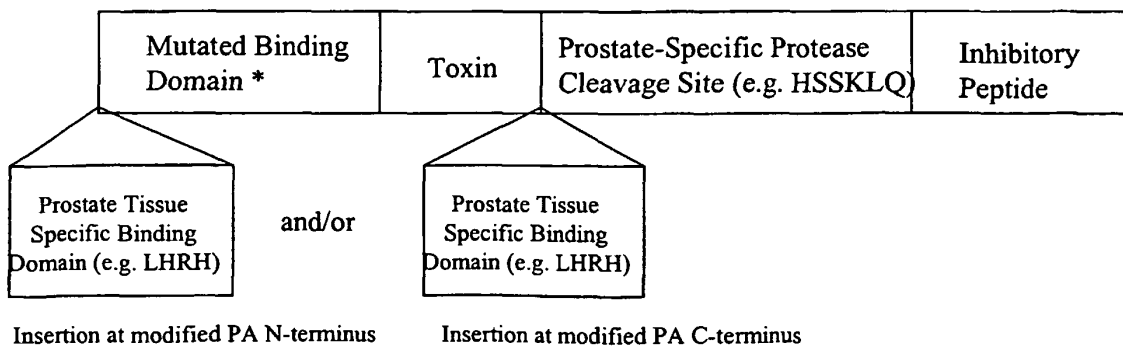 Mutated Binding
Domain *
Toxin
Prostate-Specific Protease
Cleavage Site (e.g. HSSKLQ)
Inhibitory
Peptide
Prostate Tissue
Specific Binding
Domain (e.g. LHRH)
and/or
Prostate Tissue
Specific Binding
Domain (e.g. LHRH)
Insertion at modified PA N-terminus
Insertion at modified PA C-terminus